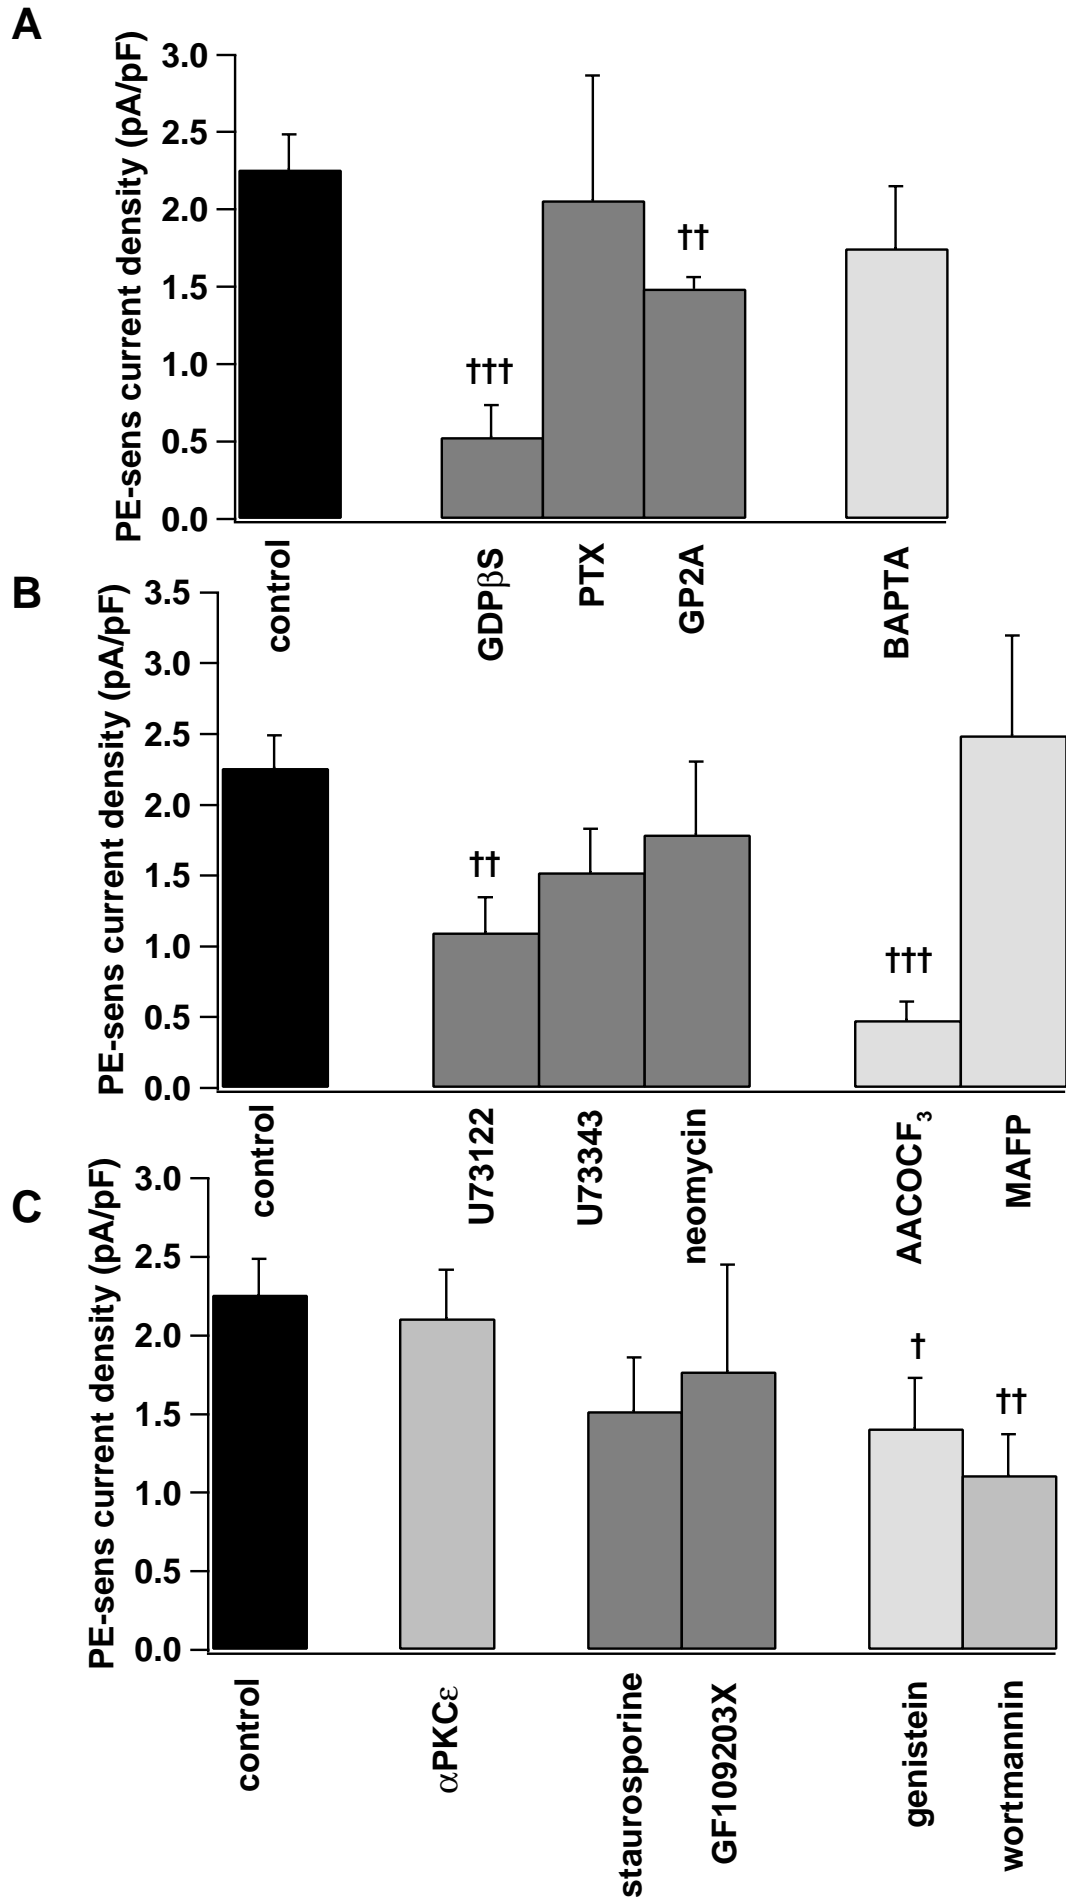 A
PE-sens current density (pA/pF)
3.0
2.5
2.0
1.5
1.0
0.5
0.0
†††
††
control
GDPβS
PTX
GP2A
BAPTA
B
PE-sens current density (pA/pF)
3.5
3.0
2.5
2.0
1.5
1.0
0.5
0.0
††
†††
control
U73122
U73343
neomycin
AACOCF₃
MAFP
C
PE-sens current density (pA/pF)
3.0
2.5
2.0
1.5
1.0
0.5
0.0
†
††
control
αPKCε
staurosporine
GF109203X
genistein
wortmannin